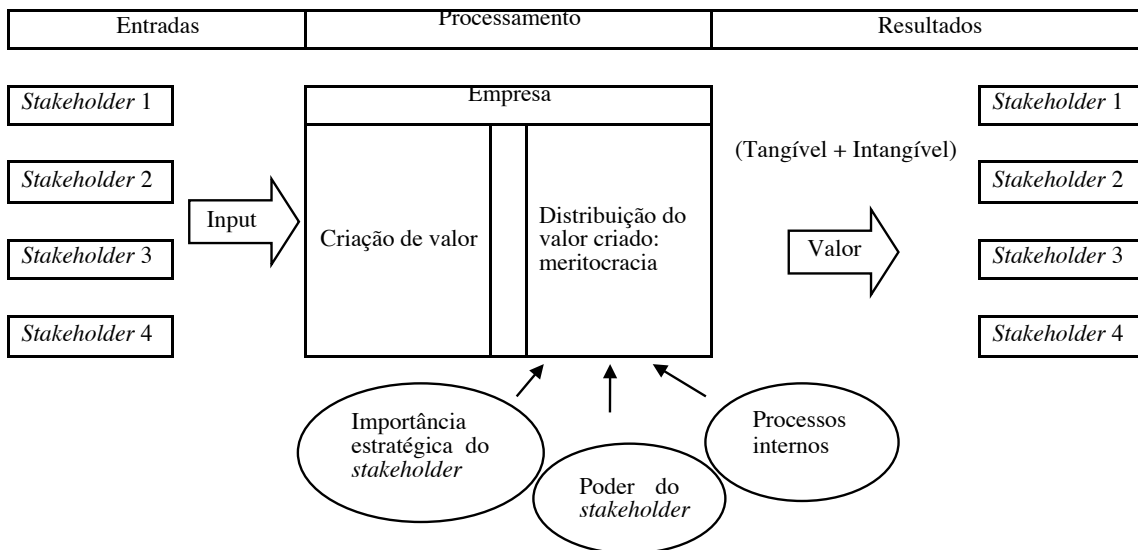 Entradas
Processamento
Resultados
Stakeholder 1
Empresa
Stakeholder 1
(Tangível + Intangível)
Stakeholder 2
Stakeholder 2
Input
Criação de valor
Distribuição do
valor criado:
meritocracia
Valor
Stakeholder 3
Stakeholder 3
Stakeholder 4
Stakeholder 4
Importância
estratégica do
stakeholder
Poder do
stakeholder
Processos
internos